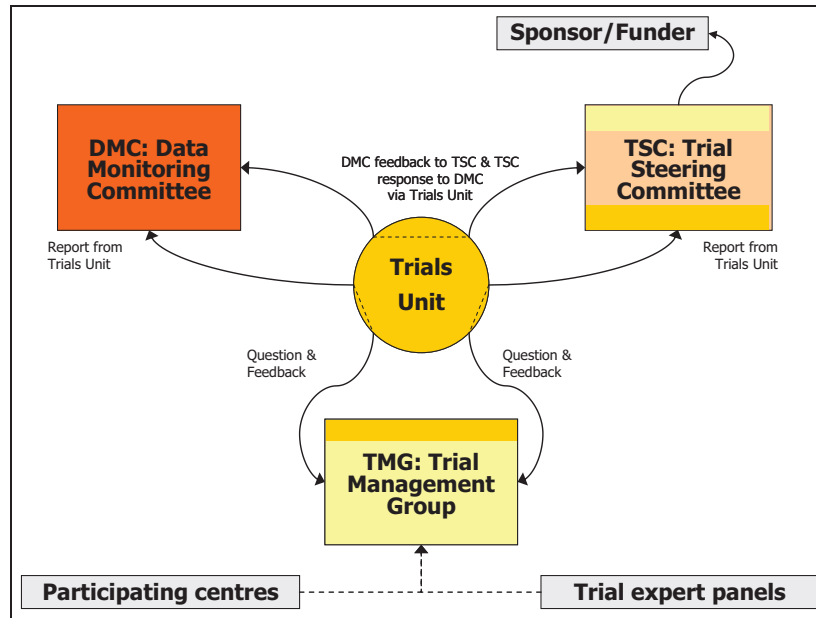 Sponsor/Funder
DMC: Data
Monitoring
Committee
DMC feedback to TSC & TSC
response to DMC
via Trials Unit
TSC: Trial
Steering
Committee
Report from
Trials Unit
Report from
Trials Unit
Trials
Unit
Question &
Feedback
Question &
Feedback
TMG: Trial
Management
Group
Participating centres
Trial expert panels